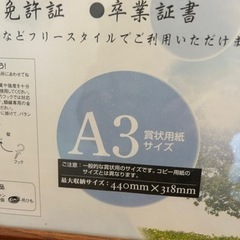 免許証 ●卒業証書
などフリースタイルでご利用いただけま
A3
賞状用紙
サイズ
ご注意：一般的な賞状用のサイズです。コピー用紙の
サイズとは異なります。
最大収納サイズ：440mm×318mm
フック